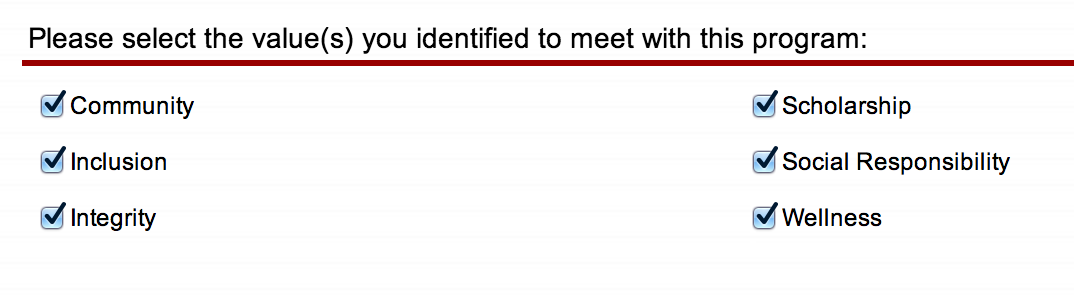 Please select the value(s) you identified to meet with this program:
Community
Scholarship
Inclusion
Social Responsibility
Integrity
Wellness